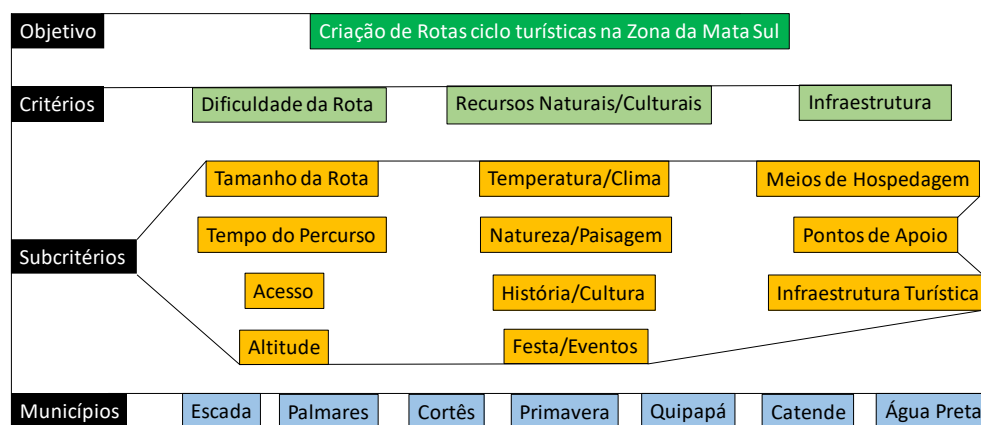 Objetivo
Criação de Rotas ciclo turísticas na Zona da Mata Sul
Critérios
Dificuldade da Rota
Recursos Naturais/Culturais
Infraestrutura
Subcritérios
Tamanho da Rota
Temperatura/Clima
Meios de Hospedagem
Tempo do Percurso
Natureza/Paisagem
Pontos de Apoio
Acesso
História/Cultura
Infraestrutura Turística
Altitude
Festa/Eventos
Municípios
Escada
Palmares
Cortês
Primavera
Quipapá
Catende
Água Preta